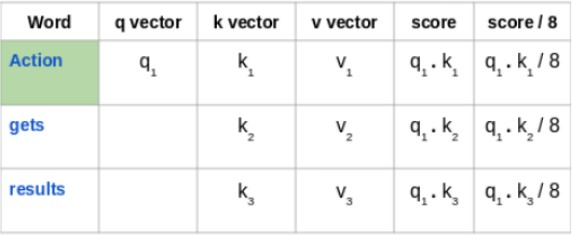 Word q vector k vector v vector score score / 8
Action q₁ k₁ v₁ q₁ . k₁ q₁ . k₁ / 8
gets k₂ v₂ q₁ . k₂ q₁ . k₂ / 8
results k₃ v₃ q₁ . k₃ q₁ . k₃ / 8